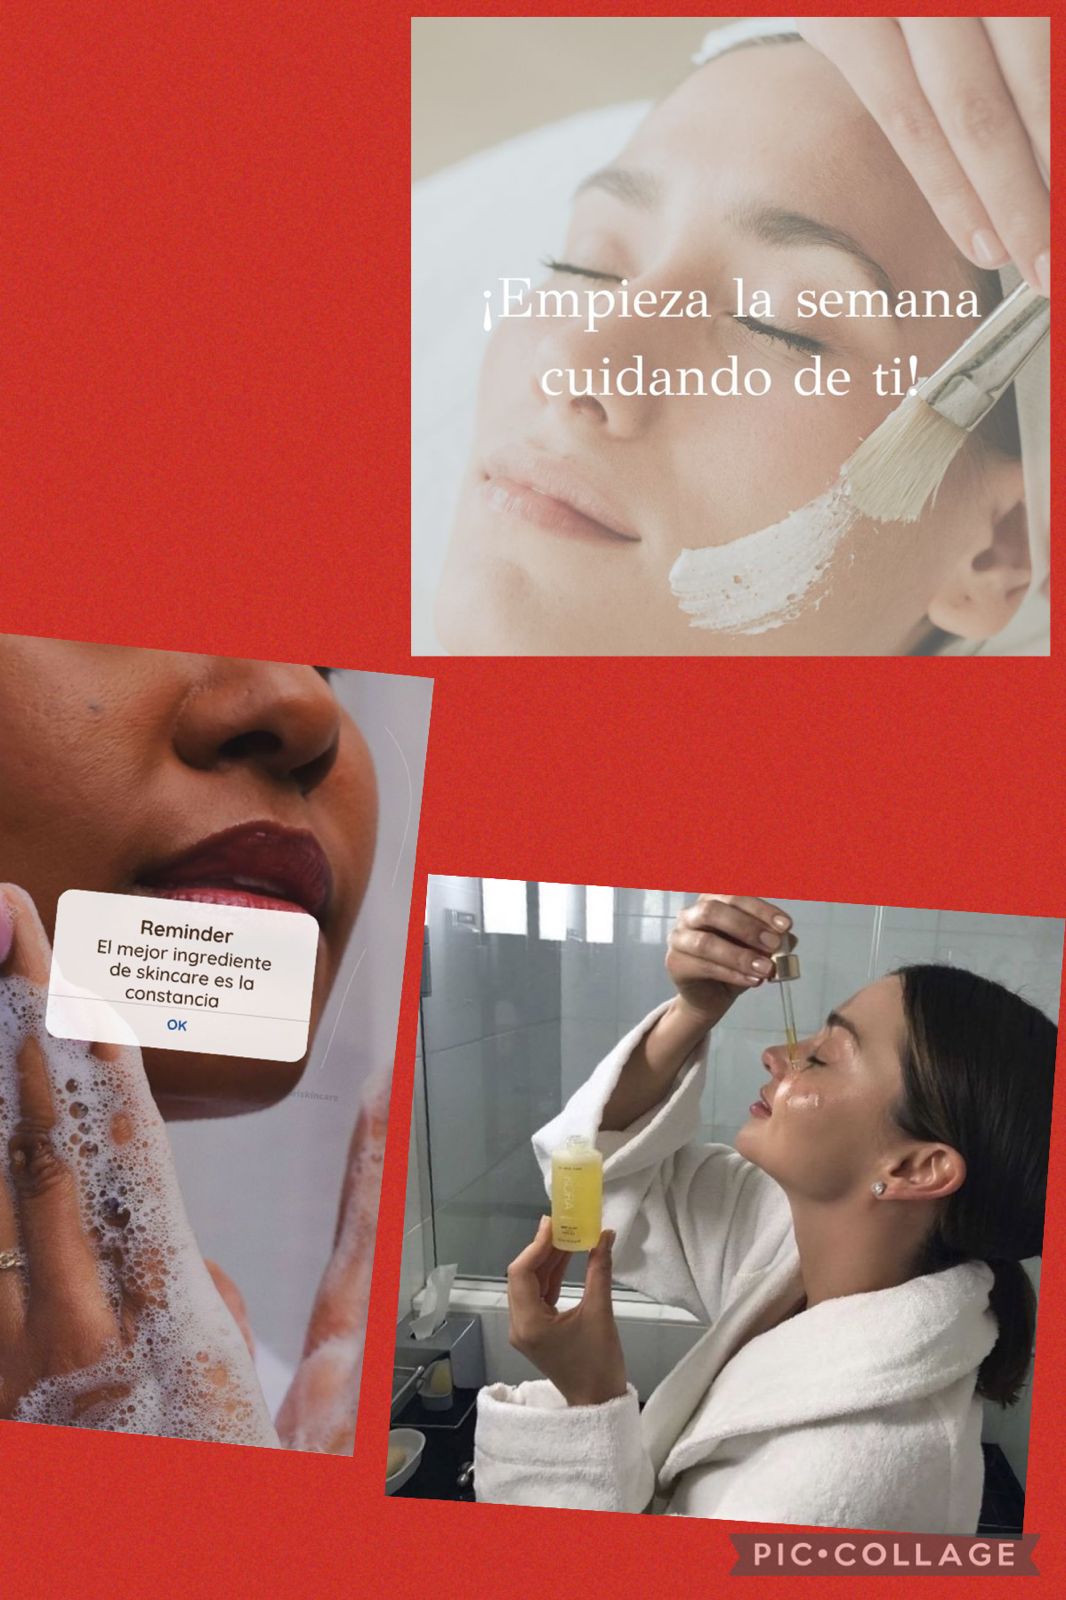 ¡Empieza la semana
cuidando de ti!
Reminder
El mejor ingrediente
de skincare es la
constancia
OK
PIC•COLLAGE